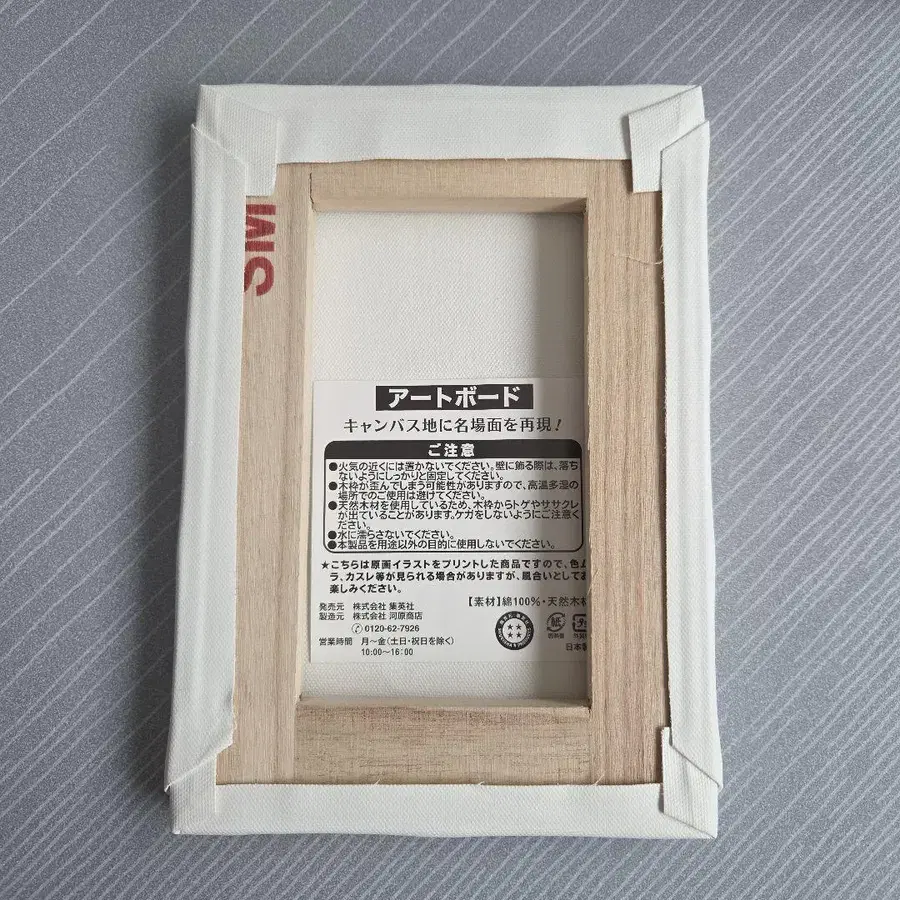 SM
アートボード
キャンバス地に名場面を再現!
ご注意
●火気の近くには置かないでください。壁に飾る際は、落ち
ないようにしっかりと固定してください。
●木枠が歪んでしまう可能性がありますので、高温多湿の
場所でのご使用は避けてください。
●天然木材を使用しているため、木枠からトゲやササクレ
が出ていることがあります。ケガをしないようにご注意く
ださい。
●水に濡らさないでください。
●本製品を用途以外の目的に使用しないでください。
★こちらは原画イラストをプリントした商品ですので、色ム
ラ、カスレ等が見られる場合がありますが、風合いとしてお
楽しみください。
【素材】綿100%・天然木材
発売元 株式会社 集英社
製造元 株式会社 河原商店
0120-62-7926
営業時間 月〜金(土日・祝日を除く)
10:00〜16:00
紙
日本製